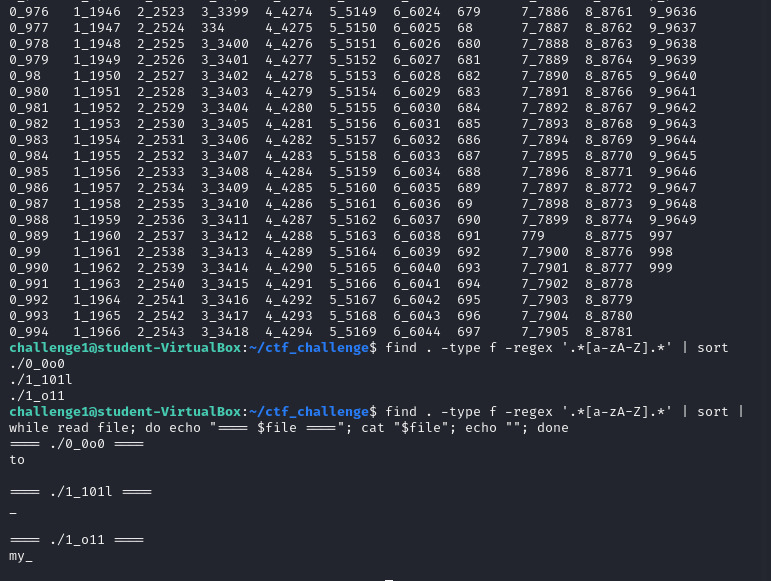 0_976   1_1946  2_2523  3_3399  4_4274  5_5149  6_6024  679     7_7886  8_8761  9_9636
0_977   1_1947  2_2524  334     4_4275  5_5150  6_6025  68      7_7887  8_8762  9_9637
0_978   1_1948  2_2525  3_3400  4_4276  5_5151  6_6026  680     7_7888  8_8763  9_9638
0_979   1_1949  2_2526  3_3401  4_4277  5_5152  6_6027  681     7_7889  8_8764  9_9639
0_98    1_1950  2_2527  3_3402  4_4278  5_5153  6_6028  682     7_7890  8_8765  9_9640
0_980   1_1951  2_2528  3_3403  4_4279  5_5154  6_6029  683     7_7891  8_8766  9_9641
0_981   1_1952  2_2529  3_3404  4_4280  5_5155  6_6030  684     7_7892  8_8767  9_9642
0_982   1_1953  2_2530  3_3405  4_4281  5_5156  6_6031  685     7_7893  8_8768  9_9643
0_983   1_1954  2_2531  3_3406  4_4282  5_5157  6_6032  686     7_7894  8_8769  9_9644
0_984   1_1955  2_2532  3_3407  4_4283  5_5158  6_6033  687     7_7895  8_8770  9_9645
0_985   1_1956  2_2533  3_3408  4_4284  5_5159  6_6034  688     7_7896  8_8771  9_9646
0_986   1_1957  2_2534  3_3409  4_4285  5_5160  6_6035  689     7_7897  8_8772  9_9647
0_987   1_1958  2_2535  3_3410  4_4286  5_5161  6_6036  69      7_7898  8_8773  9_9648
0_988   1_1959  2_2536  3_3411  4_4287  5_5162  6_6037  690     7_7899  8_8774  9_9649
0_989   1_1960  2_2537  3_3412  4_4288  5_5163  6_6038  691     779     8_8775  997
0_99    1_1961  2_2538  3_3413  4_4289  5_5164  6_6039  692     7_7900  8_8776  998
0_990   1_1962  2_2539  3_3414  4_4290  5_5165  6_6040  693     7_7901  8_8777  999
0_991   1_1963  2_2540  3_3415  4_4291  5_5166  6_6041  694     7_7902  8_8778
0_992   1_1964  2_2541  3_3416  4_4292  5_5167  6_6042  695     7_7903  8_8779
0_993   1_1965  2_2542  3_3417  4_4293  5_5168  6_6043  696     7_7904  8_8780
0_994   1_1966  2_2543  3_3418  4_4294  5_5169  6_6044  697     7_7905  8_8781
challenge1@student-VirtualBox:~/ctf_challenge$ find . -type f -regex '.*[a-zA-Z].*' | sort
./0_0o0
./1_101l
./1_o11
challenge1@student-VirtualBox:~/ctf_challenge$ find . -type f -regex '.*[a-zA-Z].*' | sort |
while read file; do echo "==== $file ===="; cat "$file"; echo ""; done
==== ./0_0o0 ====
to
==== ./1_101l ====
_
==== ./1_o11 ====
my_